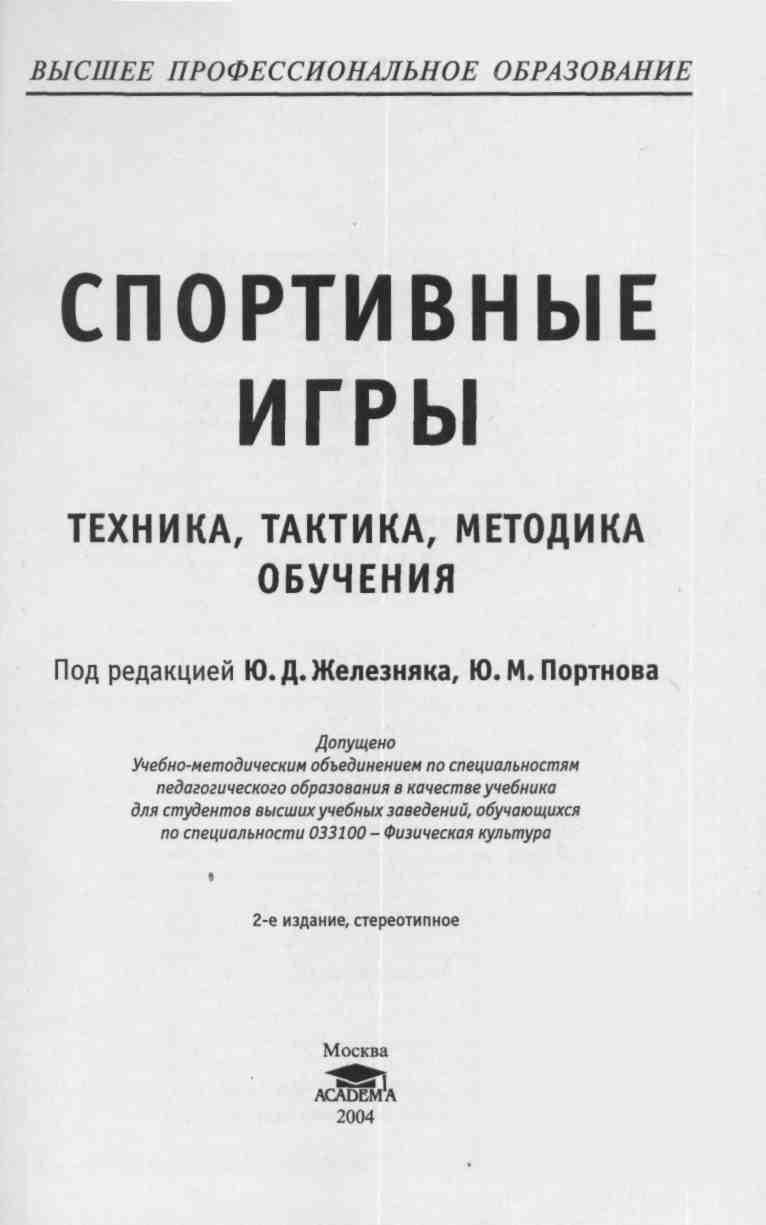 ВЫСШЕЕ ПРОФЕССИОНАЛЬНОЕ ОБРАЗОВАНИЕ
СПОРТИВНЫЕ
ИГРЫ
ТЕХНИКА, ТАКТИКА, МЕТОДИКА
ОБУЧЕНИЯ
Под редакцией Ю. Д. Железняка, Ю. М. Портнова
Допущено
Учебно-методическим объединением по специальностям
педагогического образования в качестве учебника
для студентов высших учебных заведений, обучающихся
по специальности 033100 – Физическая культура
2-е издание, стереотипное
Москва
ACADEMA
2004